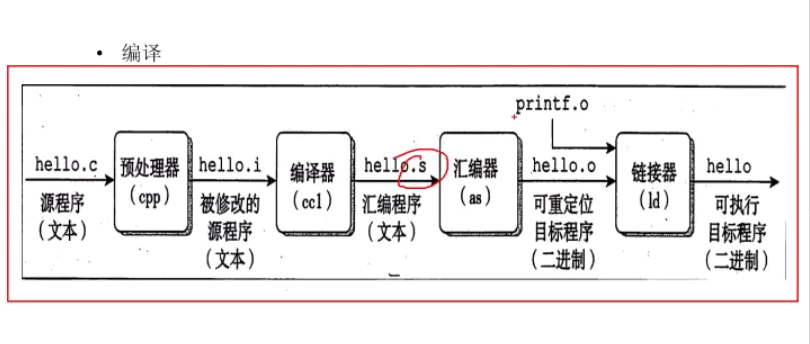 • 编译
printf.o
hello.c
预处理器
(cpp)
hello.i
编译器
(cc1)
hello.s
汇编器
(as)
hello.o
链接器
(ld)
hello
源程序
(文本)
被修改的
源程序
(文本)
汇编程序
(文本)
可重定位
目标程序
(二进制)
可执行
目标程序
(二进制)